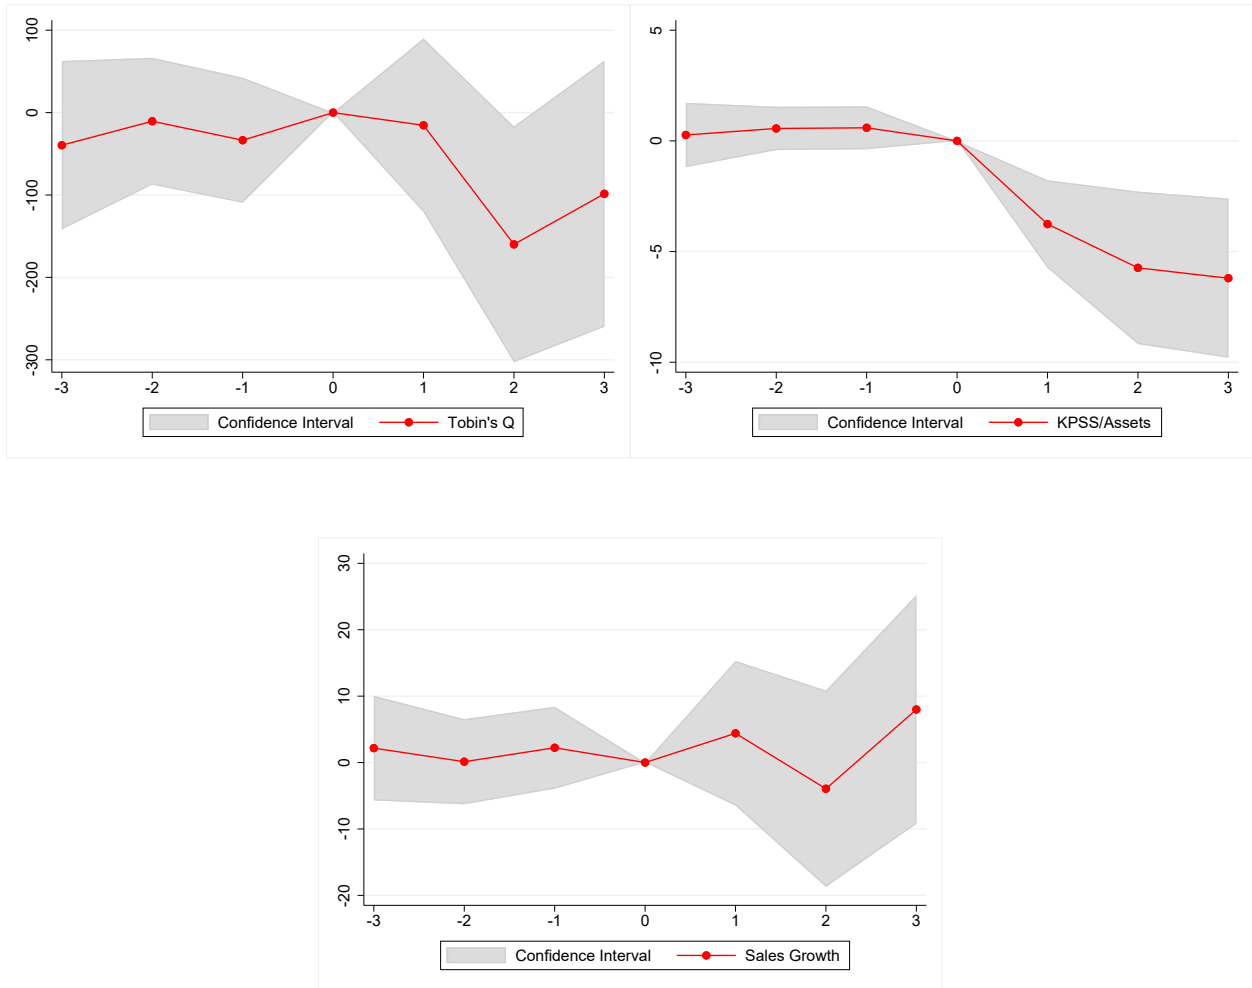 100
0
-100
-200
-300
-3 -2 -1 0 1 2 3
Confidence Interval Tobin's Q
5
0
-5
-10
-3 -2 -1 0 1 2 3
Confidence Interval KPSS/Assets
30
20
10
0
-10
-20
-3 -2 -1 0 1 2 3
Confidence Interval Sales Growth